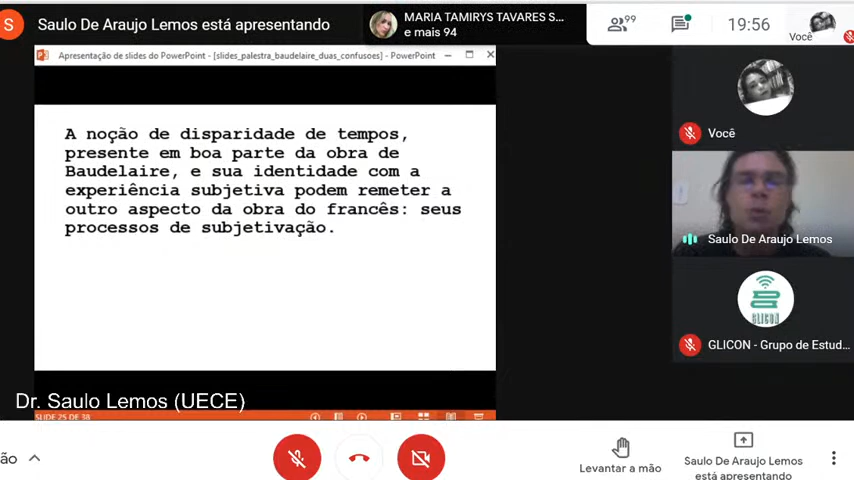 S
Saulo De Araujo Lemos está apresentando
MARIA TAMIRYS TAVARES S...
e mais 94
99
19:56
Você
Apresentação de slides do PowerPoint - [slides_palestra_baudelaire_duas_confusoes] - PowerPoint
A noção de disparidade de tempos,
presente em boa parte da obra de
Baudelaire, e sua identidade com a
experiência subjetiva podem remeter a
outro aspecto da obra do francês: seus
processos de subjetivação.
Você
Saulo De Araujo Lemos
GLICON
GLICON - Grupo de Estud...
Dr. Saulo Lemos (UECE)
SLIDE 25 DE 38
ão
Levantar a mão
Saulo De Araujo Lemos
está apresentando